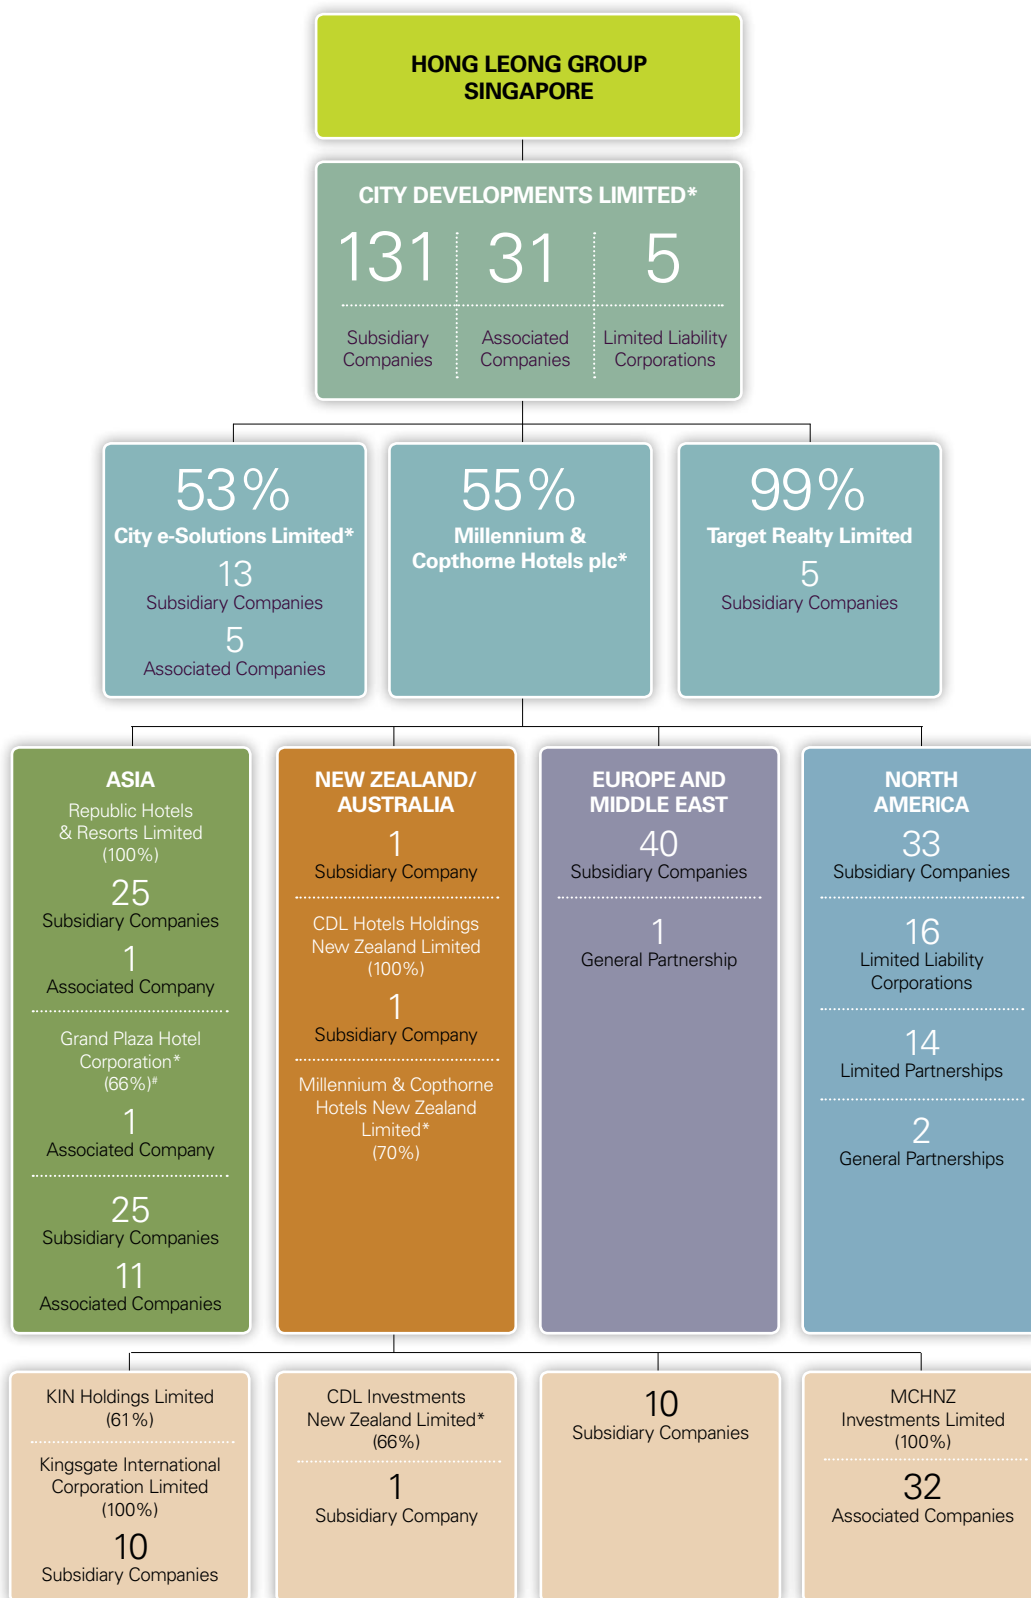 HONG LEONG GROUP
SINGAPORE
CITY DEVELOPMENTS LIMITED*
131
Subsidiary
Companies
31
Associated
Companies
5
Limited Liability
Corporations
53%
City e-Solutions Limited*
13
Subsidiary Companies
5
Associated Companies
55%
Millennium &
Copthorne Hotels plc*
99%
Target Realty Limited
5
Subsidiary Companies
ASIA
Republic Hotels
& Resorts Limited
(100%)
25
Subsidiary Companies
1
Associated Company
Grand Plaza Hotel
Corporation*
(66%)#
1
Associated Company
25
Subsidiary Companies
11
Associated Companies
NEW ZEALAND/
AUSTRALIA
1
Subsidiary Company
CDL Hotels Holdings
New Zealand Limited
(100%)
1
Subsidiary Company
Millennium & Copthorne
Hotels New Zealand
Limited*
(70%)
EUROPE AND
MIDDLE EAST
40
Subsidiary Companies
1
General Partnership
NORTH
AMERICA
33
Subsidiary Companies
16
Limited Liability
Corporations
14
Limited Partnerships
2
General Partnerships
KIN Holdings Limited
(61%)
Kingsgate International
Corporation Limited
(100%)
10
Subsidiary Companies
CDL Investments
New Zealand Limited*
(66%)
1
Subsidiary Company
10
Subsidiary Companies
MCHNZ
Investments Limited
(100%)
32
Associated Companies